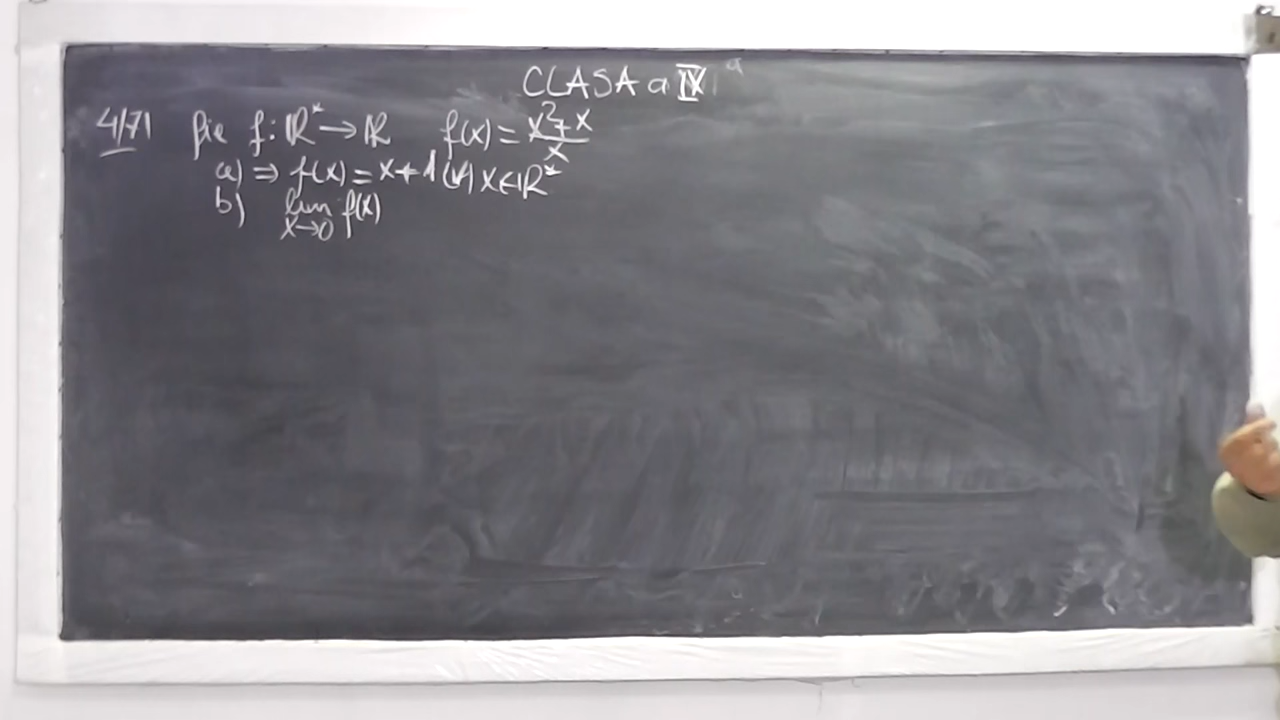 CLASA a IX a
4/71 Fie f: ℝ* → ℝ f(x) = (x²+x)/x
a) ⇒ f(x) = x+1 (∀) x∈ℝ*
b) lim x→0 f(x)